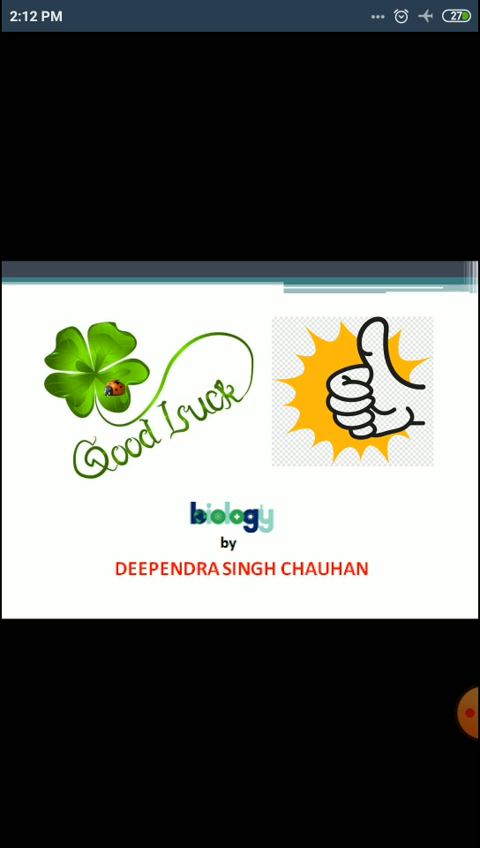 2:12 PM
27
Good Luck
biology
by
DEEPENDRA SINGH CHAUHAN